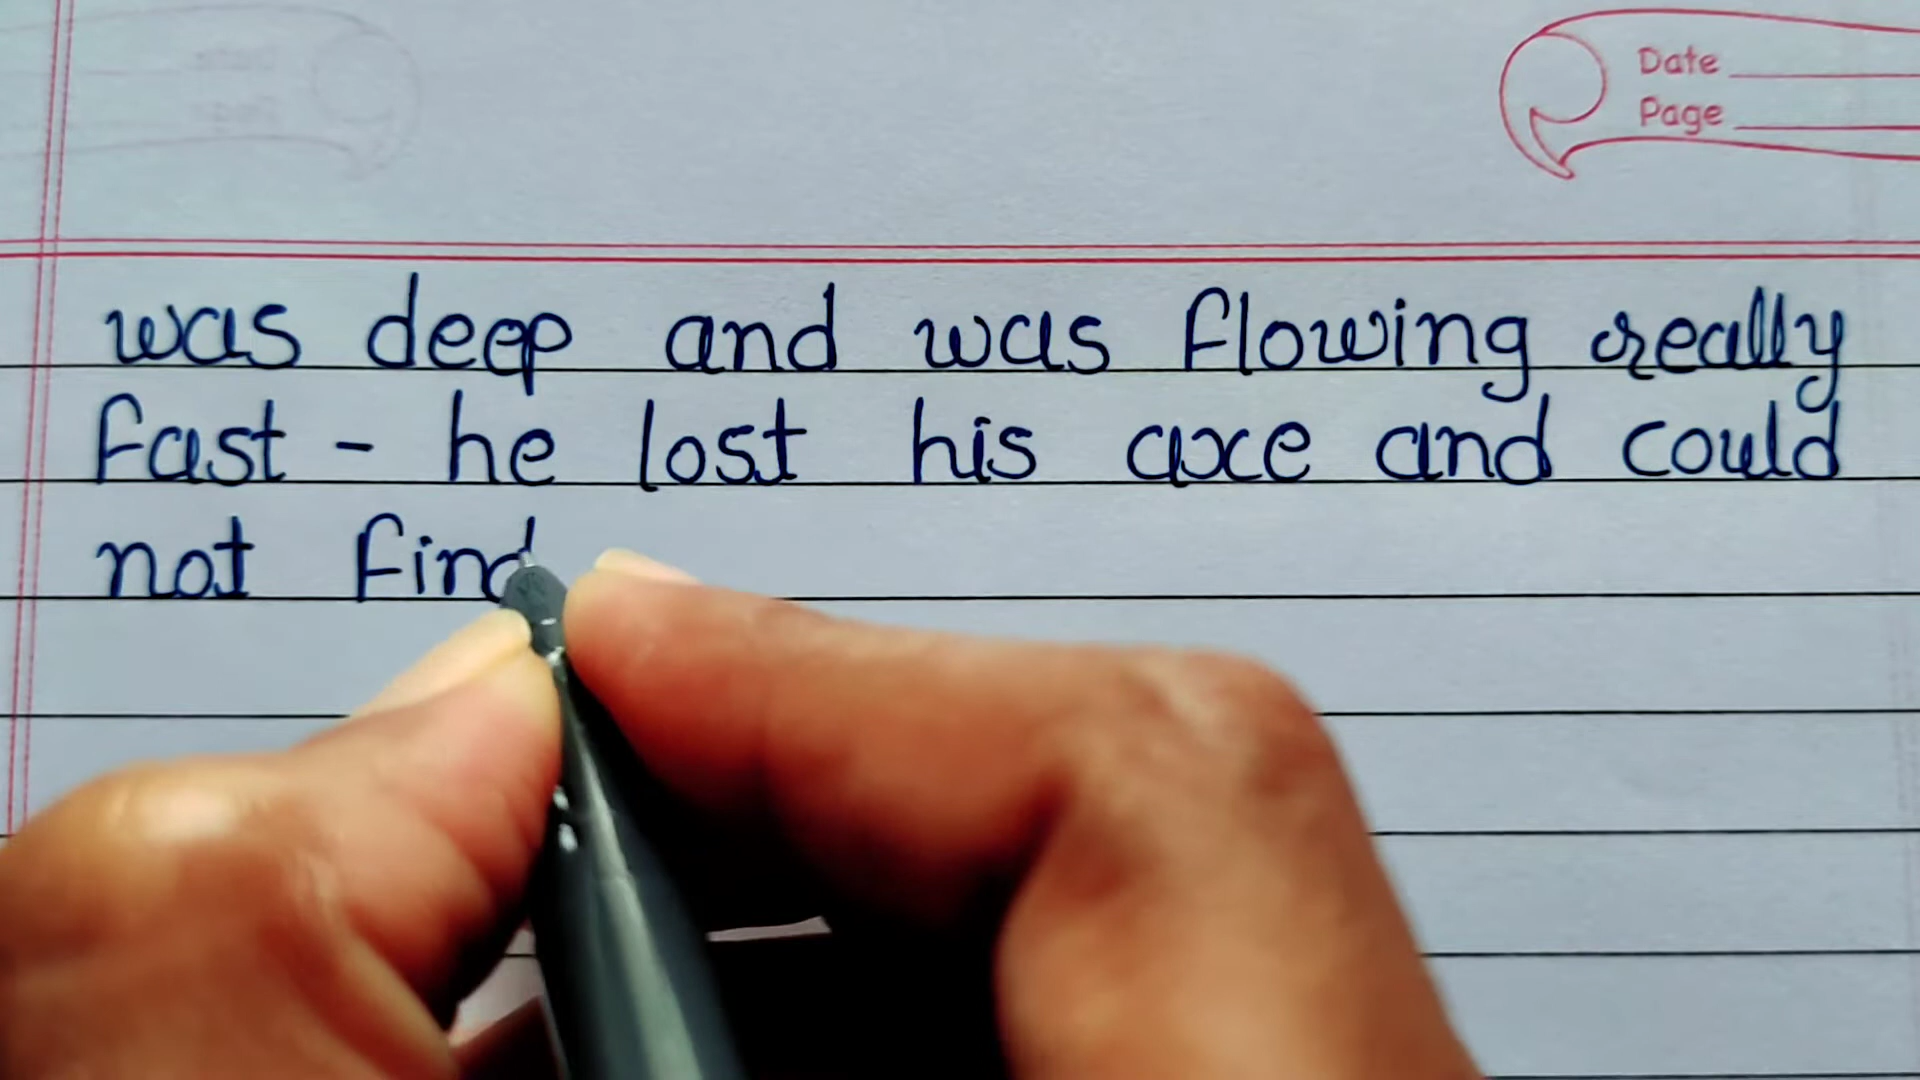 Date
Page
was deep and was flowing really
fast - he lost his axe and could
not find